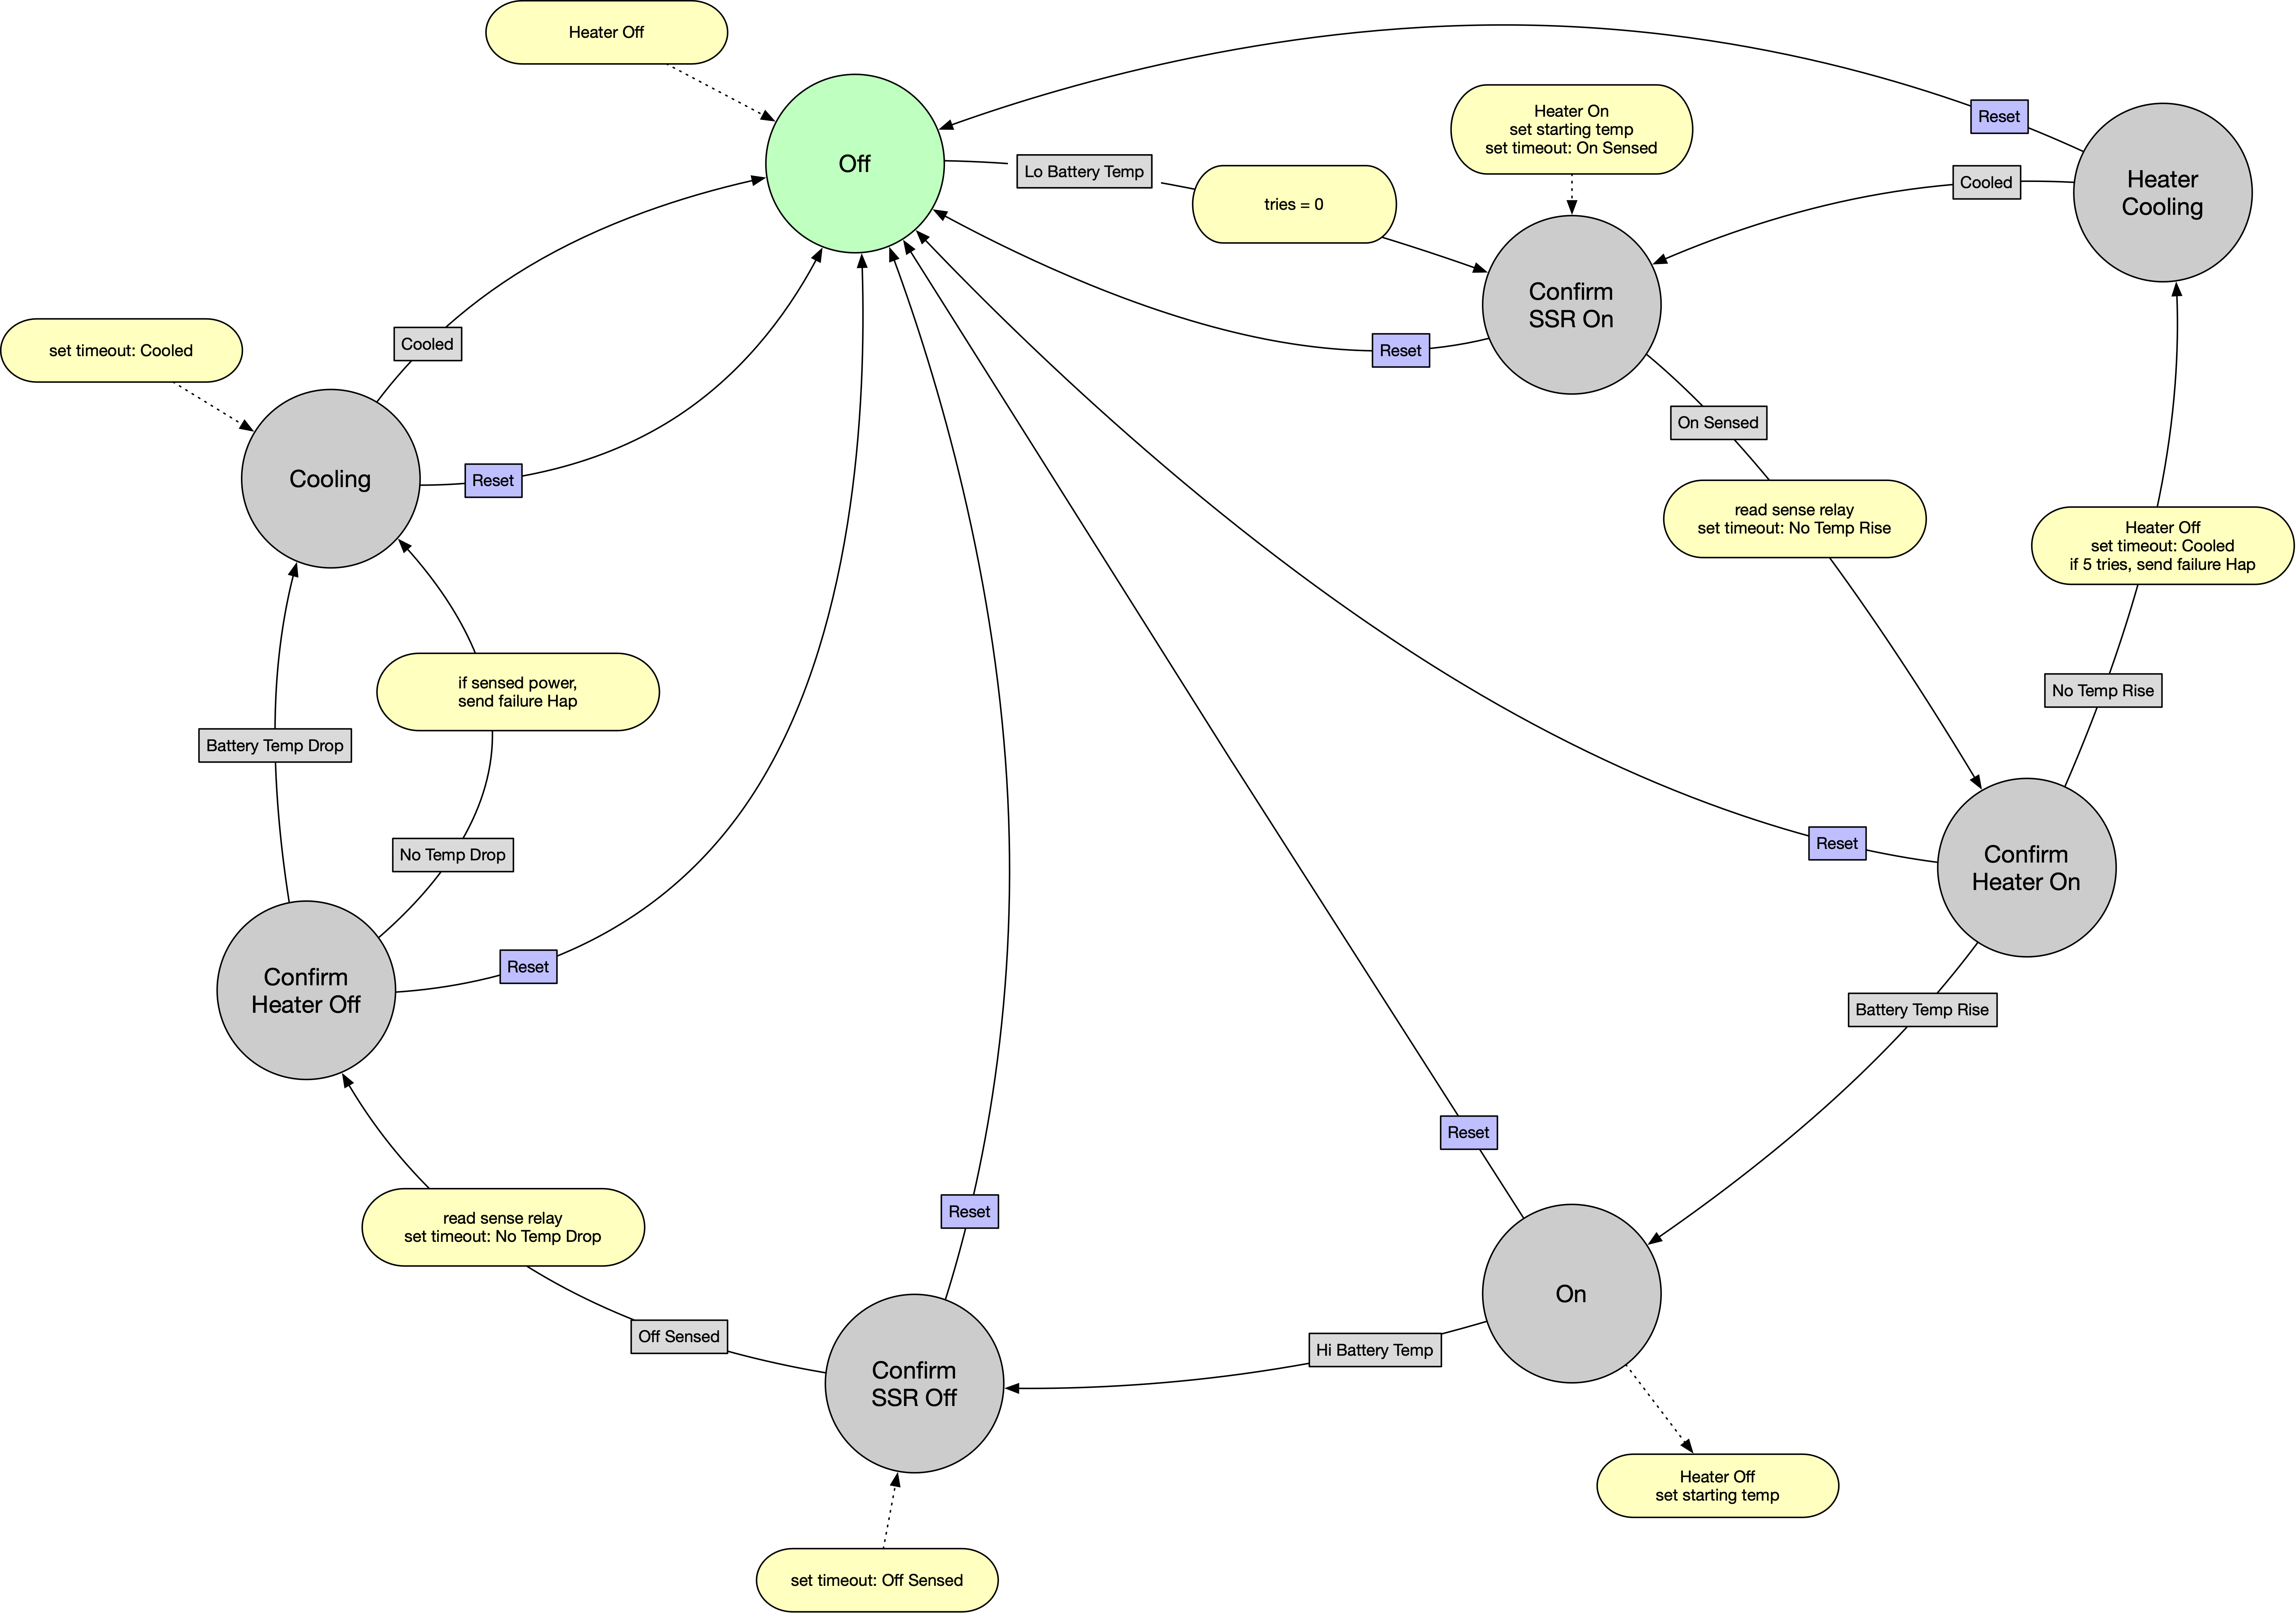 Heater Off
Off
Heater On
set starting temp
set timeout: On Sensed
Reset
Lo Battery Temp
tries = 0
Cooled
Heater
Cooling
Confirm
SSR On
set timeout: Cooled
Cooled
Reset
On Sensed
Cooling
Reset
read sense relay
set timeout: No Temp Rise
Heater Off
set timeout: Cooled
if 5 tries, send failure Hap
if sensed power,
send failure Hap
No Temp Rise
Battery Temp Drop
No Temp Drop
Reset
Confirm
Heater On
Confirm
Heater Off
Reset
Battery Temp Rise
Reset
Reset
read sense relay
set timeout: No Temp Drop
On
Off Sensed
Hi Battery Temp
Confirm
SSR Off
Heater Off
set starting temp
set timeout: Off Sensed